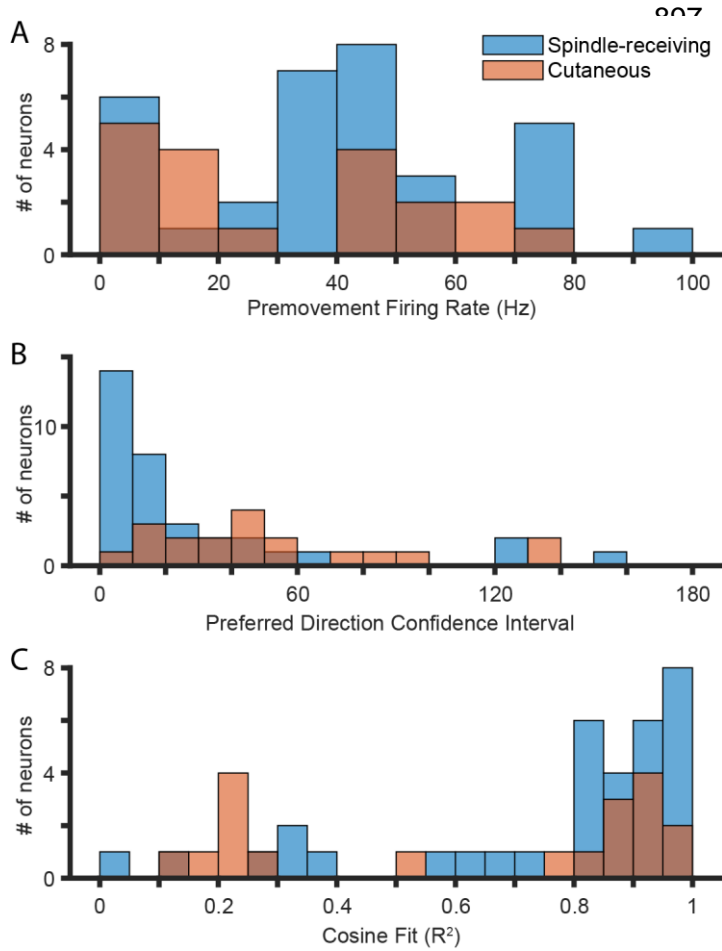 A
8
4
0
# of neurons
Spindle-receiving
Cutaneous
0 20 40 60 80 100
Premovement Firing Rate (Hz)
B
10
0
# of neurons
0 60 120 180
Preferred Direction Confidence Interval
C
8
4
0
# of neurons
0 0.2 0.4 0.6 0.8 1
Cosine Fit (R²)